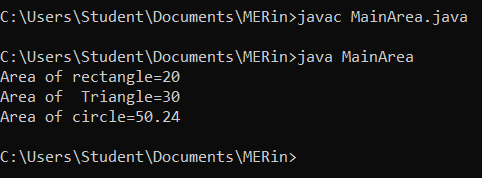 C:\Users\Student\Documents\MERin>javac MainArea.java
C:\Users\Student\Documents\MERin>java MainArea
Area of rectangle=20
Area of  Triangle=30
Area of circle=50.24
C:\Users\Student\Documents\MERin>